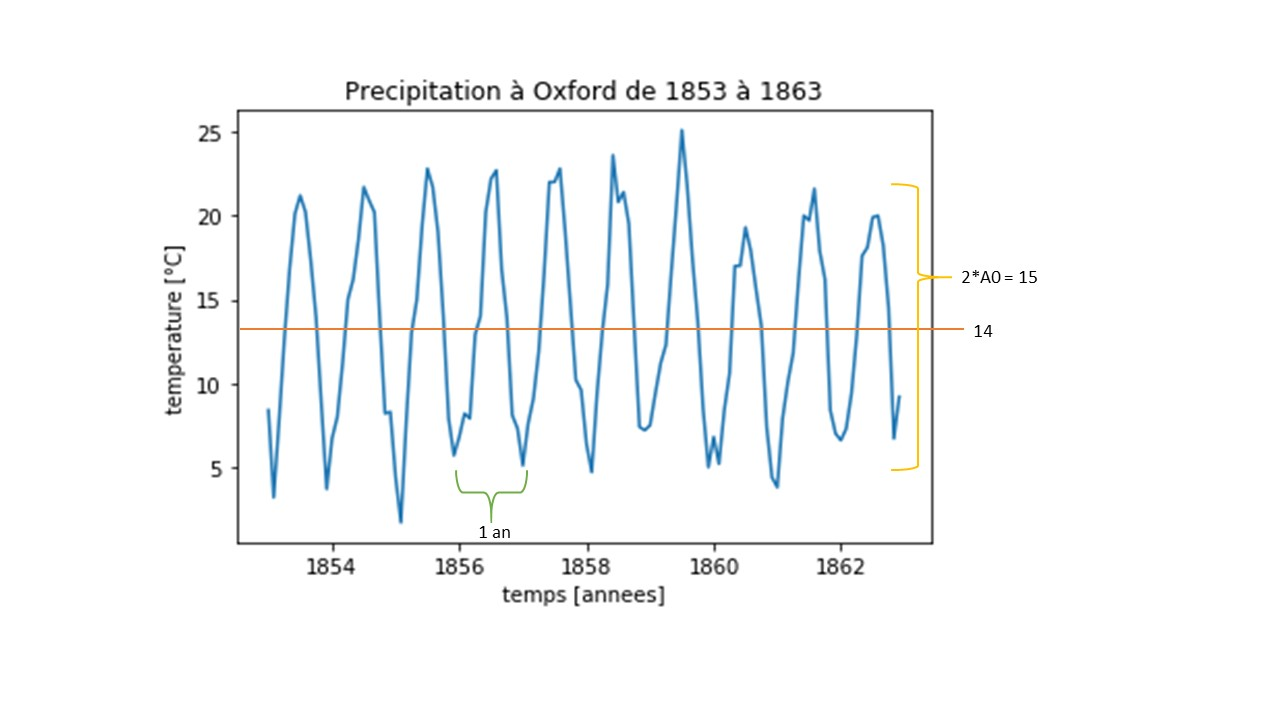 Precipitation à Oxford de 1853 à 1863
25
20
15
10
5
temperature [°C]
2*A0 = 15
14
1 an
1854 1856 1858 1860 1862
temps [annees]